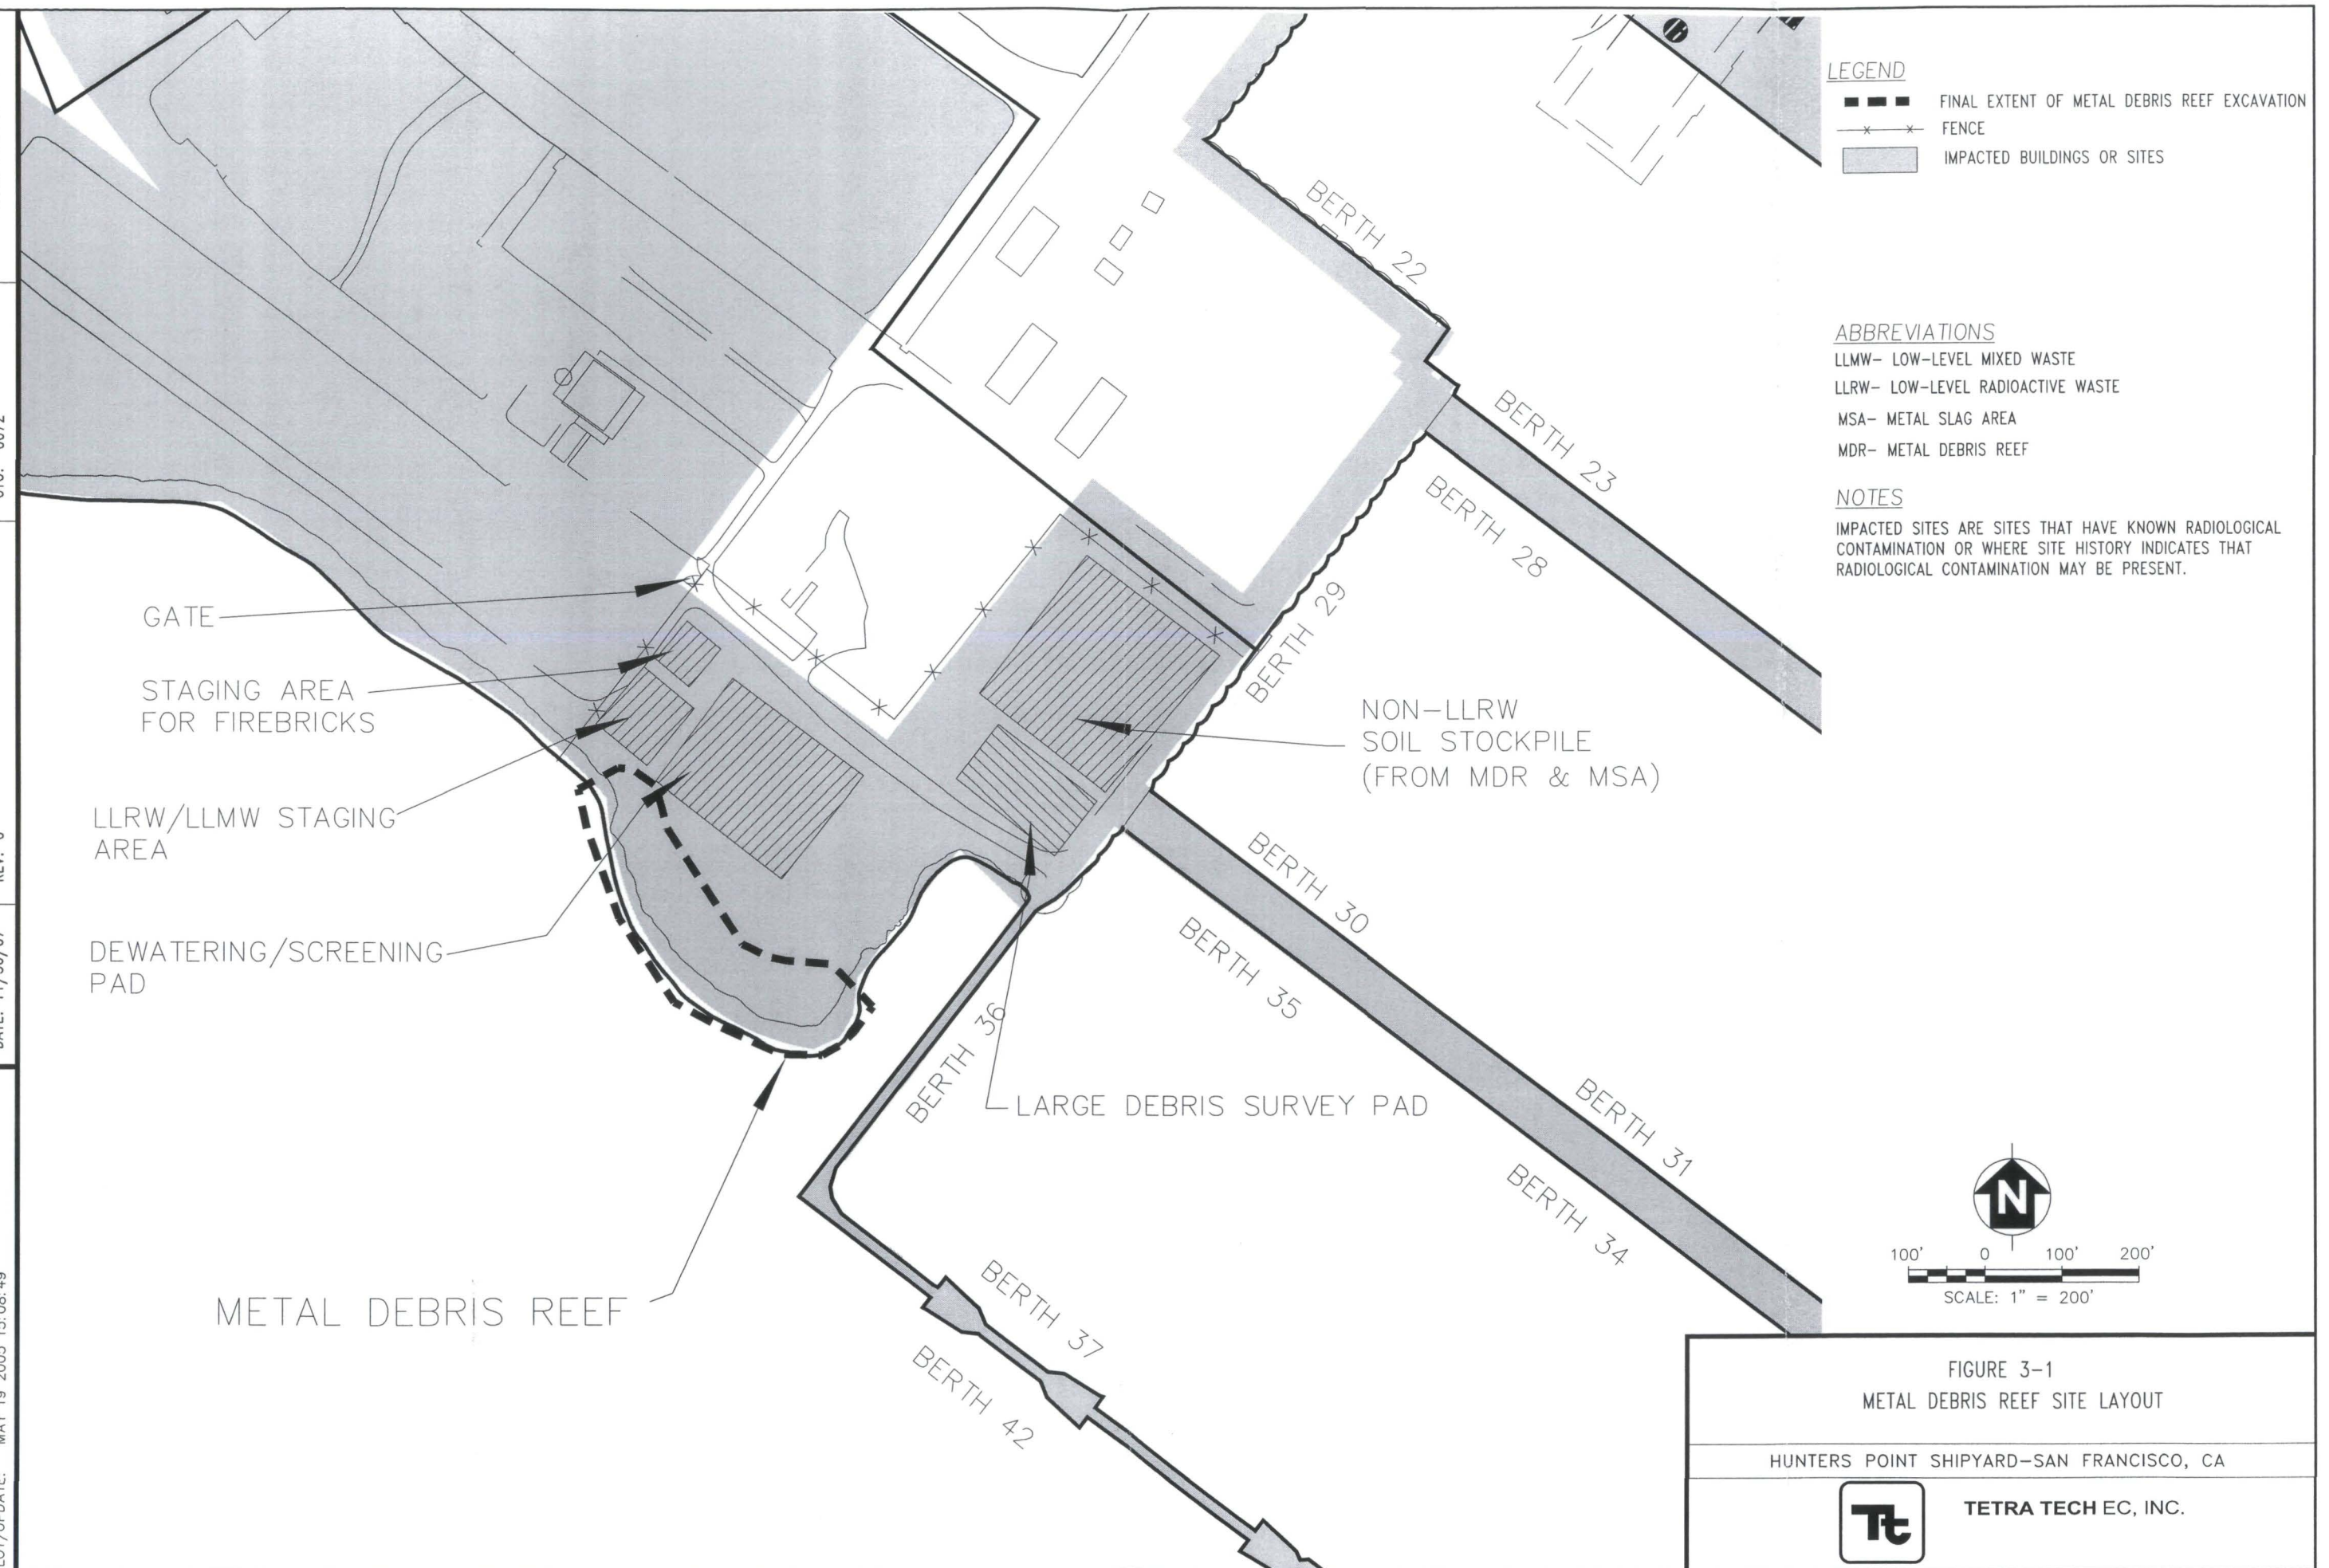 LEGEND
FINAL EXTENT OF METAL DEBRIS REEF EXCAVATION
FENCE
IMPACTED BUILDINGS OR SITES
ABBREVIATIONS
LLMW- LOW-LEVEL MIXED WASTE
LLRW- LOW-LEVEL RADIOACTIVE WASTE
MSA- METAL SLAG AREA
MDR- METAL DEBRIS REEF
NOTES
IMPACTED SITES ARE SITES THAT HAVE KNOWN RADIOLOGICAL
CONTAMINATION OR WHERE SITE HISTORY INDICATES THAT
RADIOLOGICAL CONTAMINATION MAY BE PRESENT.
BERTH 22
BERTH 23
BERTH 28
BERTH 29
GATE
STAGING AREA
FOR FIREBRICKS
LLRW/LLMW STAGING
AREA
DEWATERING/SCREENING
PAD
NON-LLRW
SOIL STOCKPILE
(FROM MDR & MSA)
BERTH 30
BERTH 35
BERTH 36
LARGE DEBRIS SURVEY PAD
BERTH 31
BERTH 34
METAL DEBRIS REEF
BERTH 37
BERTH 42
N
100' 0 100' 200'
SCALE: 1" = 200'
FIGURE 3-1
METAL DEBRIS REEF SITE LAYOUT
HUNTERS POINT SHIPYARD-SAN FRANCISCO, CA
Tt
TETRA TECH EC, INC.